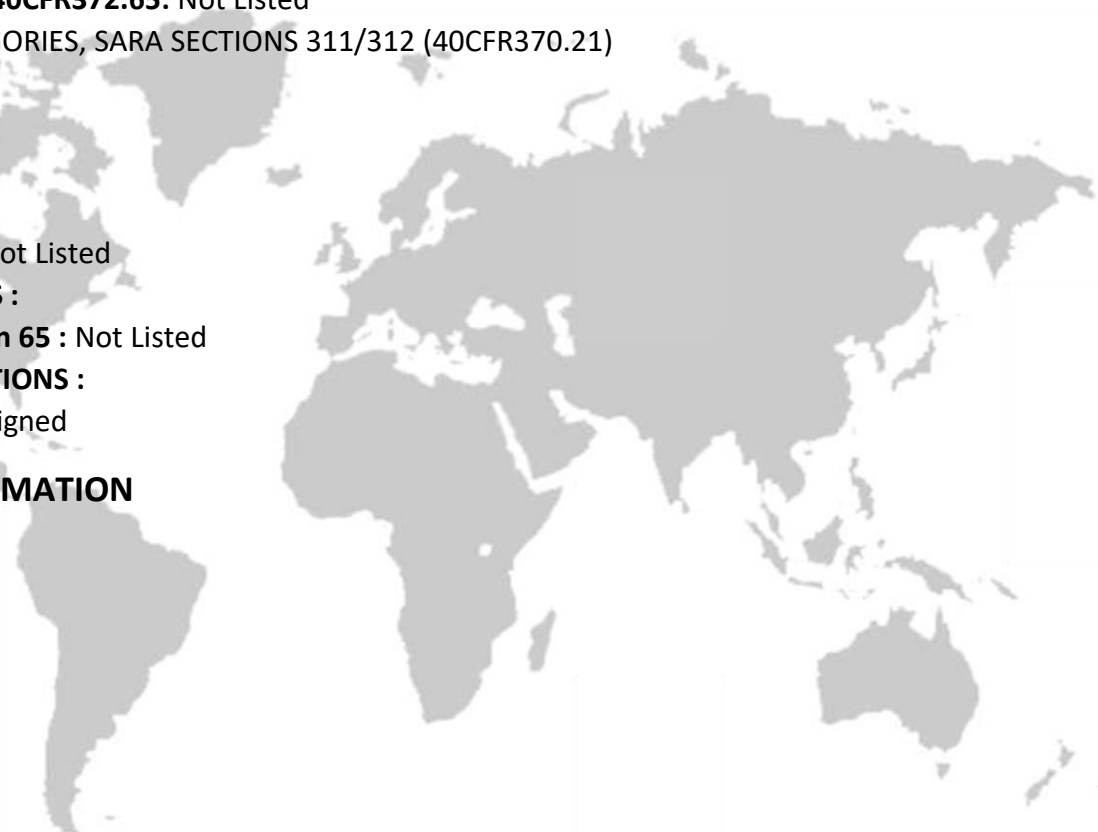 40CFR372.65: Not Listed
ORIES, SARA SECTIONS 311/312 (40CFR370.21)
ot Listed
S :
n 65 : Not Listed
TIONS :
igned
MATION